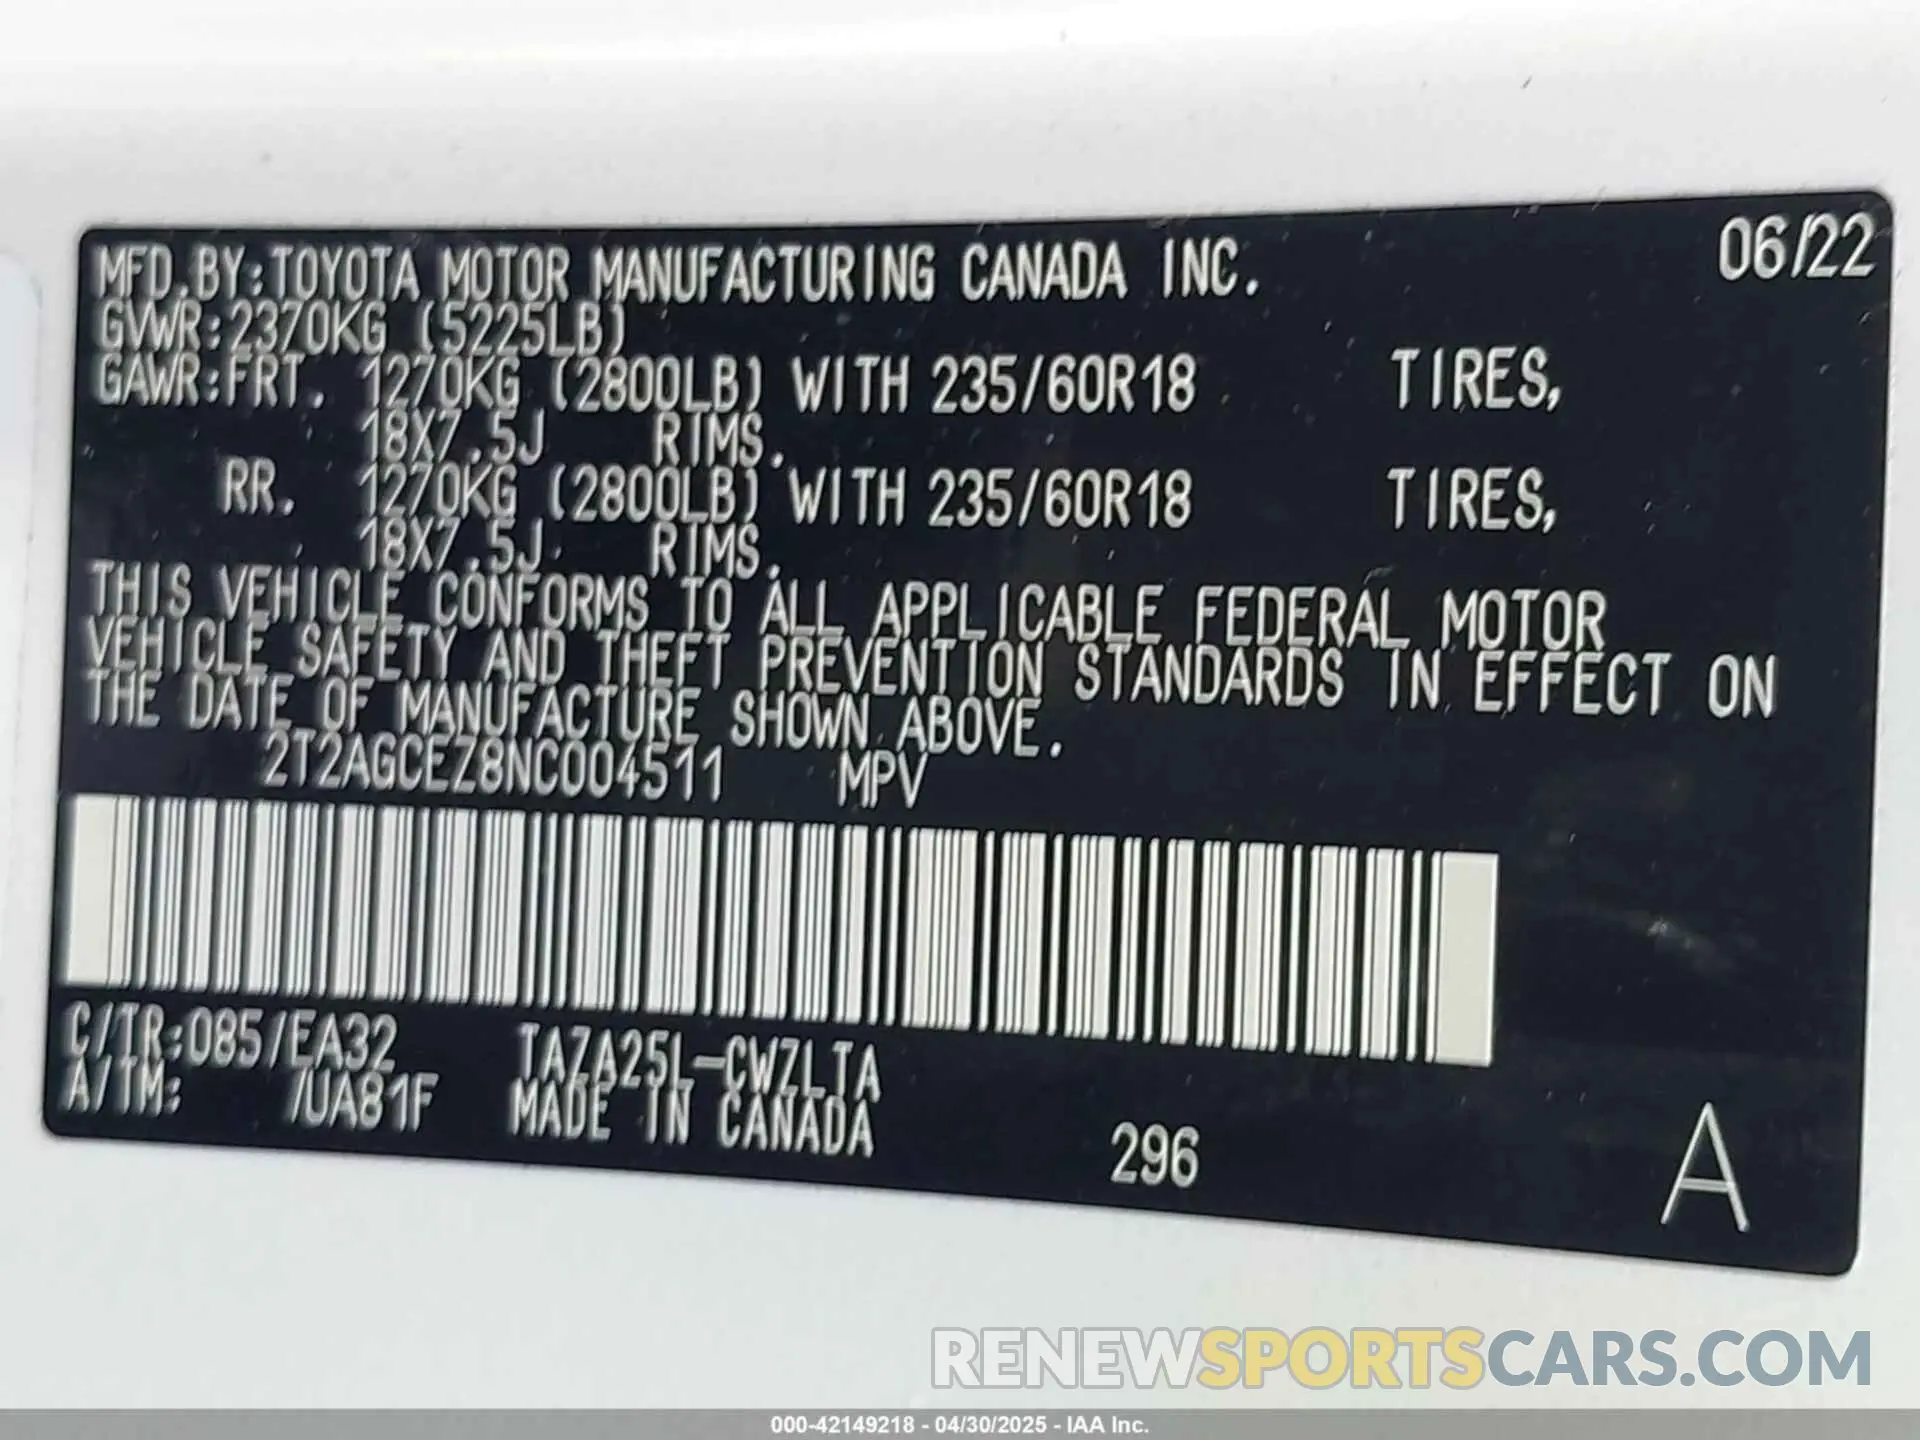 06/22
MFD.BY:TOYOTA MOTOR MANUFACTURING CANADA INC.
GVWR:2370KG (5225LB)
GAWR:FRT. 1270KG (2800LB) WITH 235/60R18 TIRES,
18X7.5J RIMS.
RR. 1270KG (2800LB) WITH 235/60R18 TIRES,
18X7.5J RIMS.
THIS VEHICLE CONFORMS TO ALL APPLICABLE FEDERAL MOTOR
VEHICLE SAFETY AND THEFT PREVENTION STANDARDS IN EFFECT ON
THE DATE OF MANUFACTURE SHOWN ABOVE.
2T2AGCEZ8NC004511 MPV
C/TR:085/EA32 TAZA25L-CWZLTA
A/TM: /UA81F MADE IN CANADA
296
A
RENEWSPORTSCARS.COM
000-42149218 - 04/30/2025 - IAA Inc.